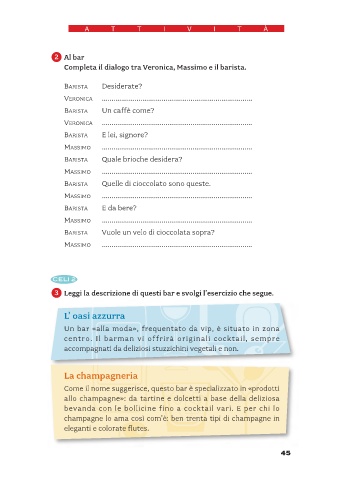 ATTIVITÀ
2 Al bar
Completa il dialogo tra Veronica, Massimo e il barista.
BARISTA Desiderate?
VERONICA ................................................................
BARISTA Un caffè come?
VERONICA ................................................................
BARISTA E lei, signore?
MASSIMO ................................................................
BARISTA Quale brioche desidera?
MASSIMO ................................................................
BARISTA Quelle di cioccolato sono queste.
MASSIMO ................................................................
BARISTA E da bere?
MASSIMO ................................................................
BARISTA Vuole un velo di cioccolata sopra?
MASSIMO ................................................................
CELI 2
3 Leggi la descrizione di questi bar e svolgi l'esercizio che segue.
L' oasi azzurra
Un bar «alla moda», frequentato da vip, è situato in zona
centro. Il barman vi offrirà originali cocktail, sempre
accompagnati da deliziosi stuzzichini vegetali e non.
La champagneria
Come il nome suggerisce, questo bar è specializzato in «prodotti
allo champagne»: da tartine e dolcetti a base della deliziosa
bevanda con le bollicine fino a cocktail vari. E per chi lo
champagne lo ama così com'è: ben trenta tipi di champagne in
eleganti e colorate flutes.
45